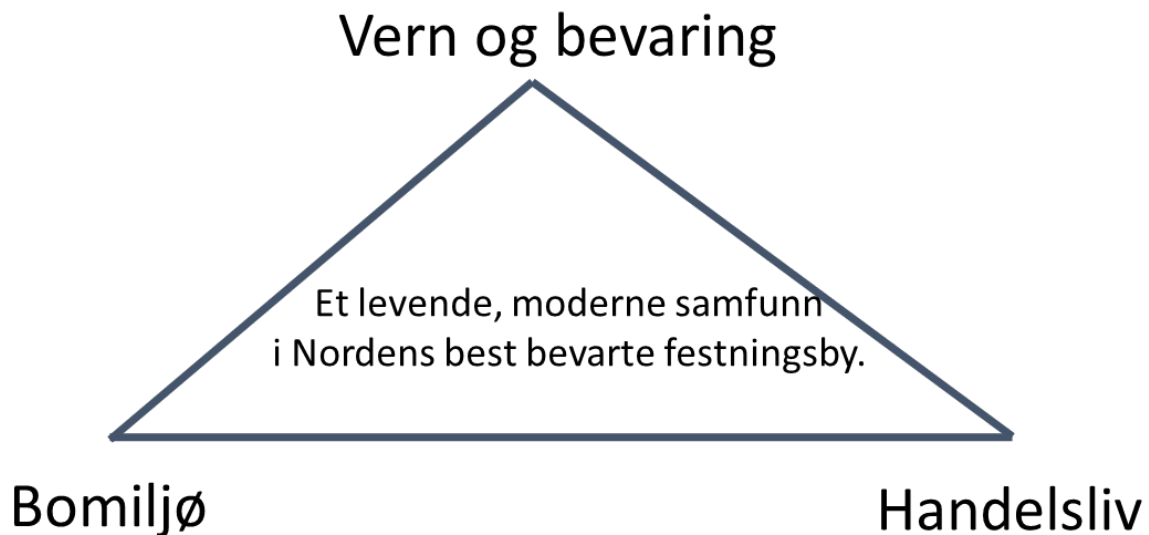 Vern og bevaring
Et levende, moderne samfunn
i Nordens best bevarte festningsby.
Bomiljø
Handelsliv